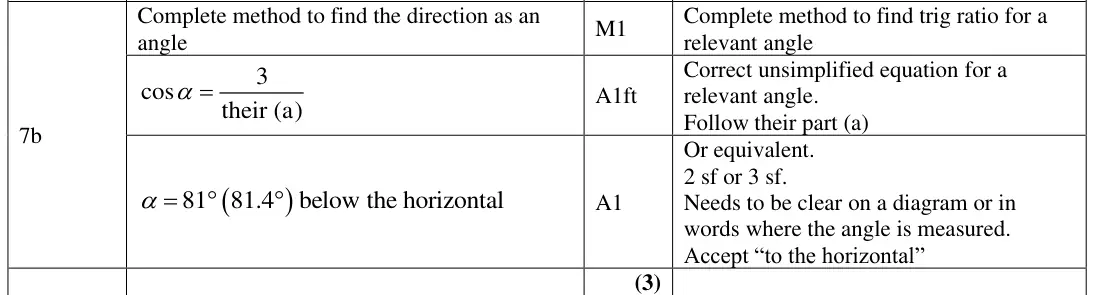 7b
Complete method to find the direction as an
angle
M1
Complete method to find trig ratio for a
relevant angle
cos α = 3 / their (a)
A1ft
Correct unsimplified equation for a
relevant angle.
Follow their part (a)
α = 81° (81.4°) below the horizontal
A1
Or equivalent.
2 sf or 3 sf.
Needs to be clear on a diagram or in
words where the angle is measured.
Accept “to the horizontal”
(3)